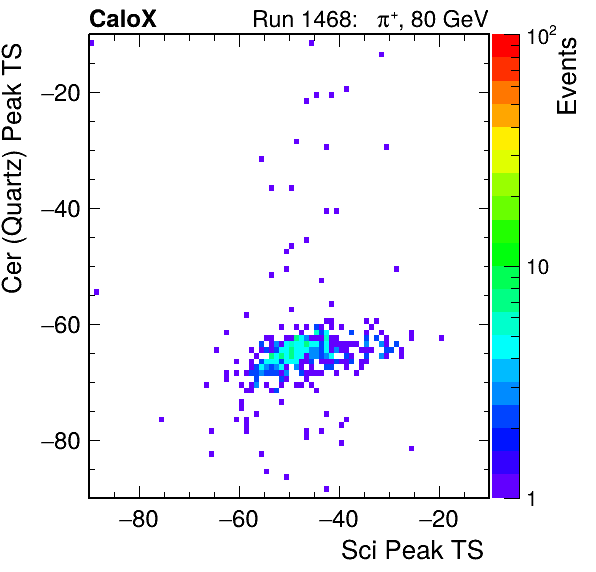 CaloX Run 1468: π⁺, 80 GeV
Cer (Quartz) Peak TS
−20
−40
−60
−80
−80 −60 −40 −20
Sci Peak TS
10²
10
1
Events